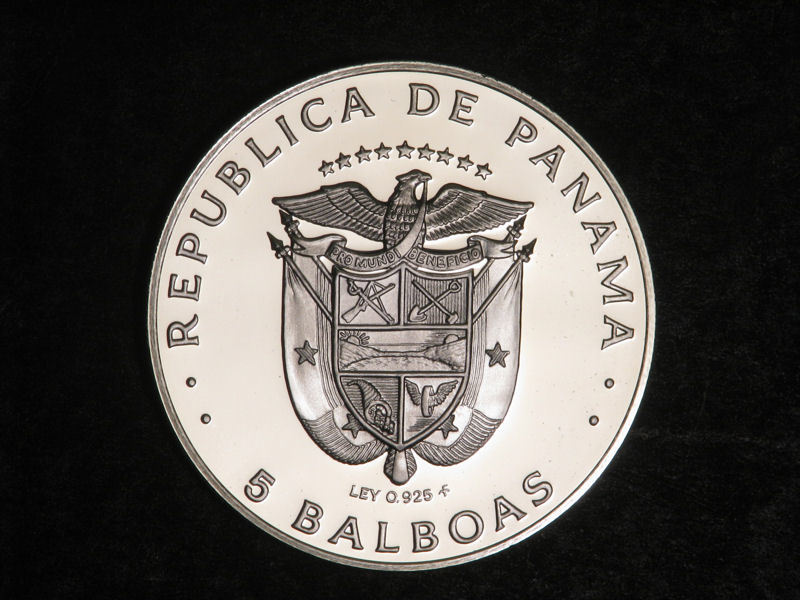 REPUBLICA DE PANAMA
PRO MUNDI BENEFICIO
LEY 0.925
5 BALBOAS